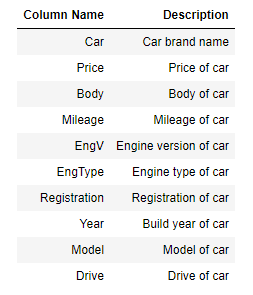 Column Name Description
Car Car brand name
Price Price of car
Body Body of car
Mileage Mileage of car
EngV Engine version of car
EngType Engine type of car
Registration Registration of car
Year Build year of car
Model Model of car
Drive Drive of car